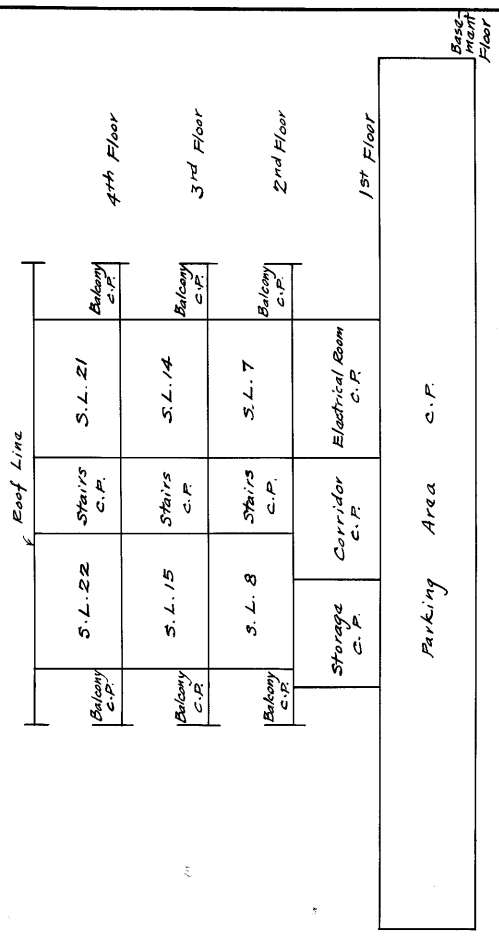 Roof Line
Balcony
C.P.
S.L. 22
Stairs
C.P.
S.L. 21
Balcony
C.P.
4th Floor
Balcony
C.P.
S.L. 15
Stairs
C.P.
S.L. 14
Balcony
C.P.
3rd Floor
Balcony
C.P.
S.L. 8
Stairs
C.P.
S.L. 7
Balcony
C.P.
2nd Floor
Storage
C.P.
Corridor
C.P.
Electrical Room
C.P.
1st Floor
Parking Area C.P.
Base-
ment
Floor